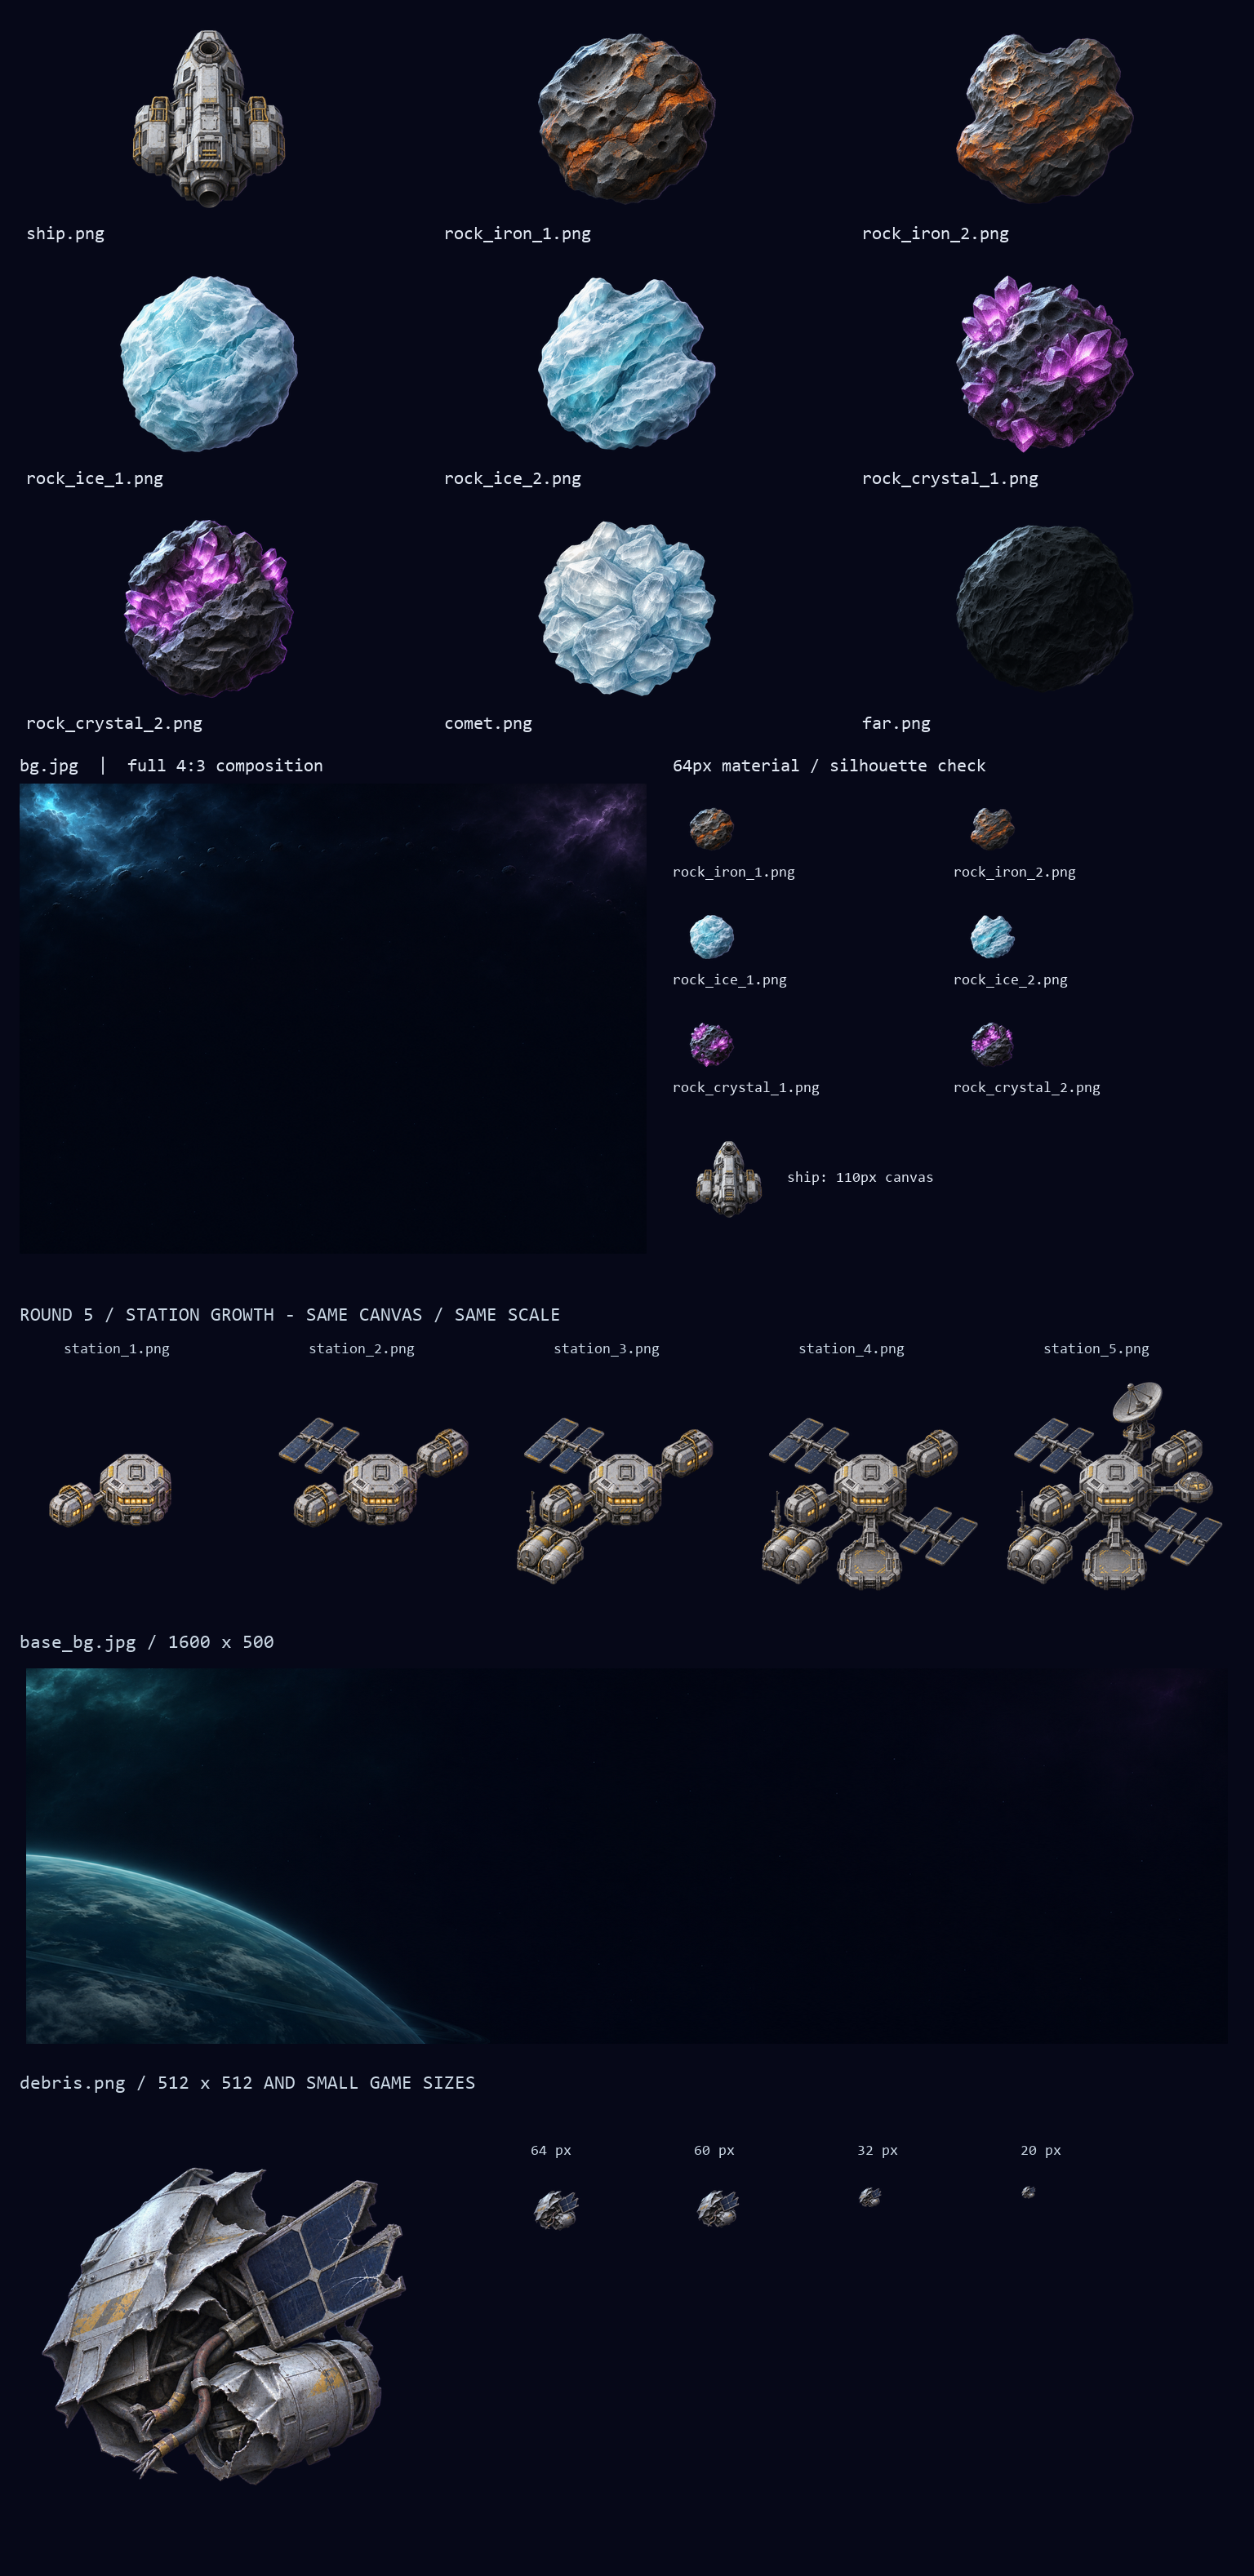 ship.png
rock_iron_1.png
rock_iron_2.png
rock_ice_1.png
rock_ice_2.png
rock_crystal_1.png
rock_crystal_2.png
comet.png
far.png
bg.jpg | full 4:3 composition
64px material / silhouette check
rock_iron_1.png
rock_iron_2.png
rock_ice_1.png
rock_ice_2.png
rock_crystal_1.png
rock_crystal_2.png
ship: 110px canvas
ROUND 5 / STATION GROWTH - SAME CANVAS / SAME SCALE
station_1.png
station_2.png
station_3.png
station_4.png
station_5.png
base_bg.jpg / 1600 x 500
debris.png / 512 x 512 AND SMALL GAME SIZES
64 px
60 px
32 px
20 px